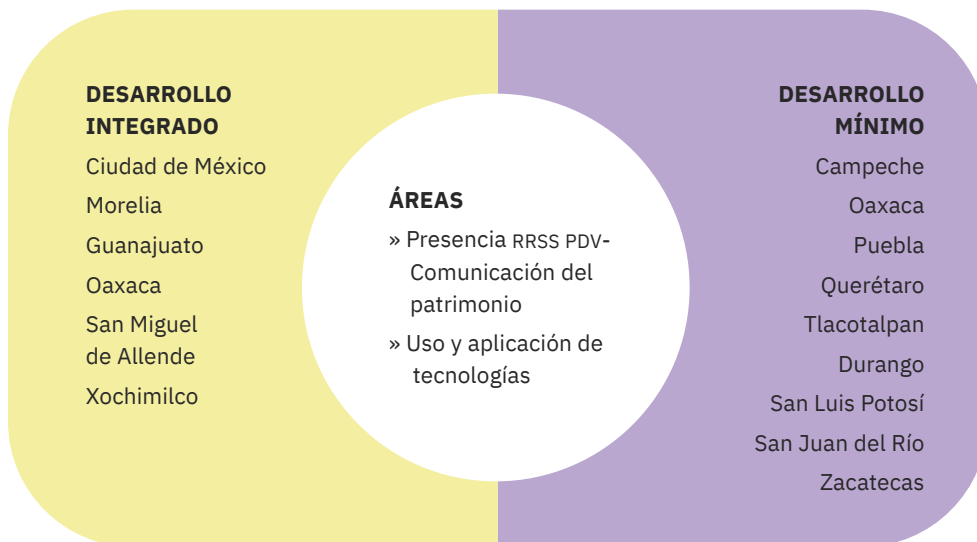 DESARROLLO
INTEGRADO
Ciudad de México
Morelia
Guanajuato
Oaxaca
San Miguel
de Allende
Xochimilco
ÁREAS
» Presencia RRSS PDV-
Comunicación del
patrimonio
» Uso y aplicación de
tecnologías
DESARROLLO
MÍNIMO
Campeche
Oaxaca
Puebla
Querétaro
Tlacotalpan
Durango
San Luis Potosí
San Juan del Río
Zacatecas